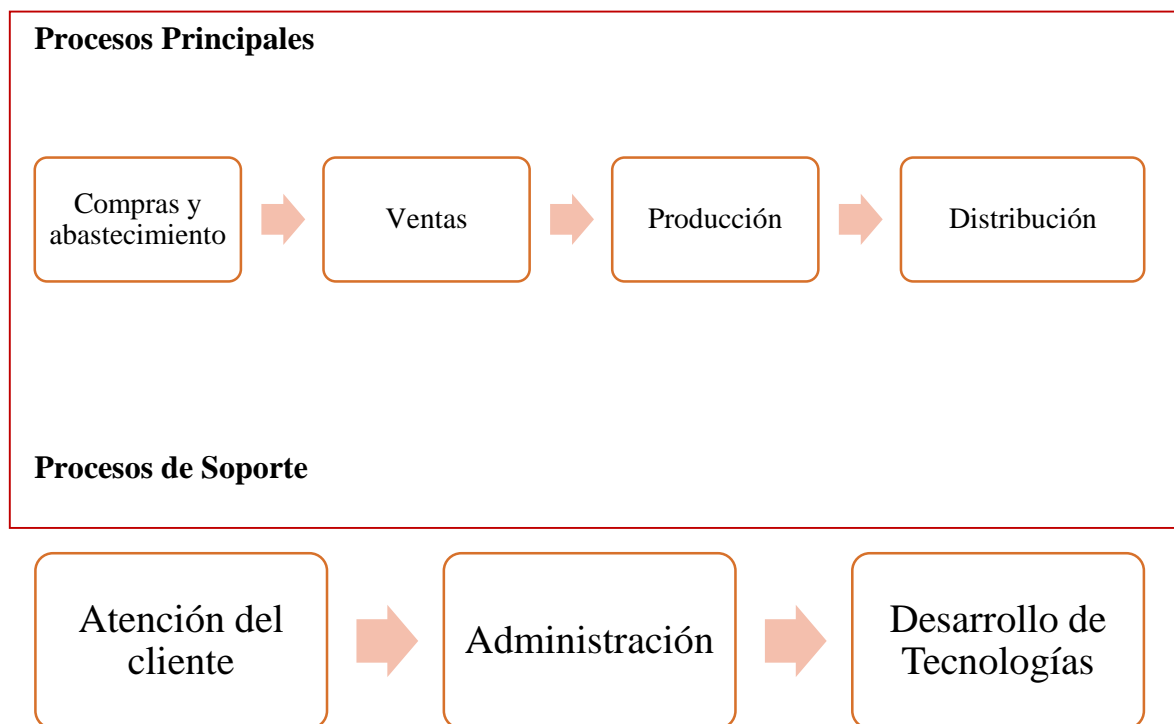 Procesos Principales
Compras y
abastecimiento
Ventas
Producción
Distribución
Procesos de Soporte
Atención del
cliente
Administración
Desarrollo de
Tecnologías